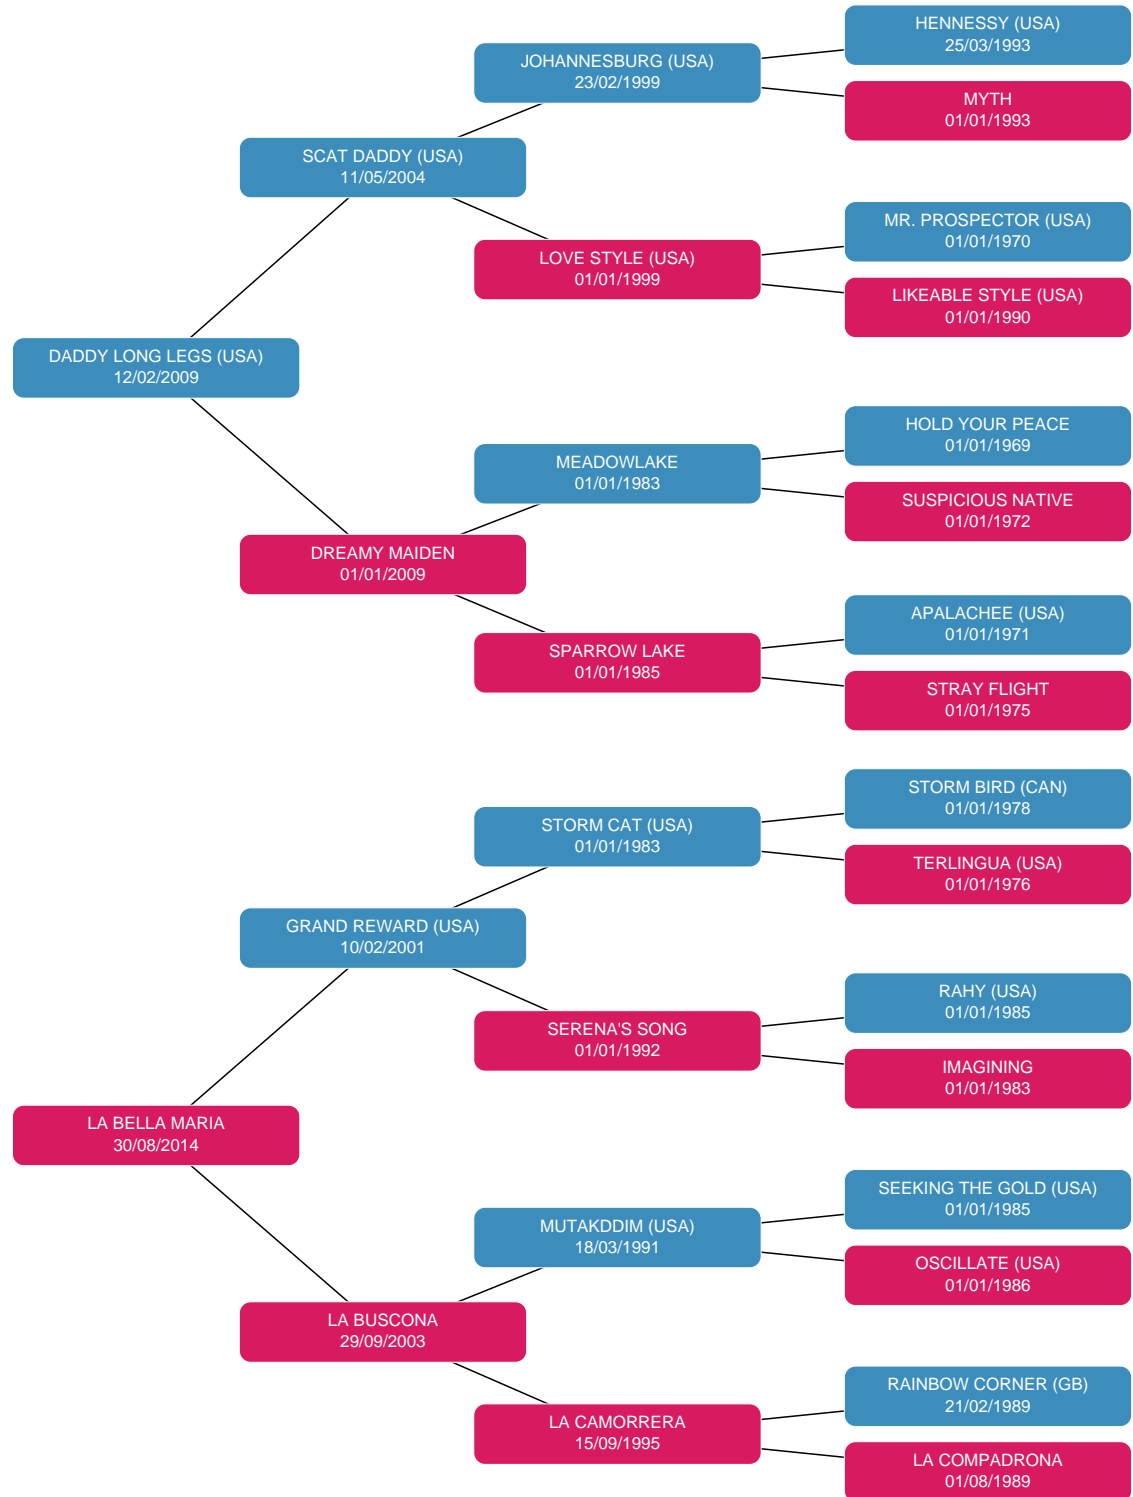 HENNESSY (USA)
25/03/1993
JOHANNESBURG (USA)
23/02/1999
MYTH
01/01/1993
SCAT DADDY (USA)
11/05/2004
MR. PROSPECTOR (USA)
01/01/1970
LOVE STYLE (USA)
01/01/1999
LIKEABLE STYLE (USA)
01/01/1990
DADDY LONG LEGS (USA)
12/02/2009
HOLD YOUR PEACE
01/01/1969
MEADOWLAKE
01/01/1983
SUSPICIOUS NATIVE
01/01/1972
DREAMY MAIDEN
01/01/2009
APALACHEE (USA)
01/01/1971
SPARROW LAKE
01/01/1985
STRAY FLIGHT
01/01/1975
STORM BIRD (CAN)
01/01/1978
STORM CAT (USA)
01/01/1983
TERLINGUA (USA)
01/01/1976
GRAND REWARD (USA)
10/02/2001
RAHY (USA)
01/01/1985
SERENA'S SONG
01/01/1992
IMAGINING
01/01/1983
LA BELLA MARIA
30/08/2014
SEEKING THE GOLD (USA)
01/01/1985
MUTAKDDIM (USA)
18/03/1991
OSCILLATE (USA)
01/01/1986
LA BUSCONA
29/09/2003
RAINBOW CORNER (GB)
21/02/1989
LA CAMORRERA
15/09/1995
LA COMPADRONA
01/08/1989